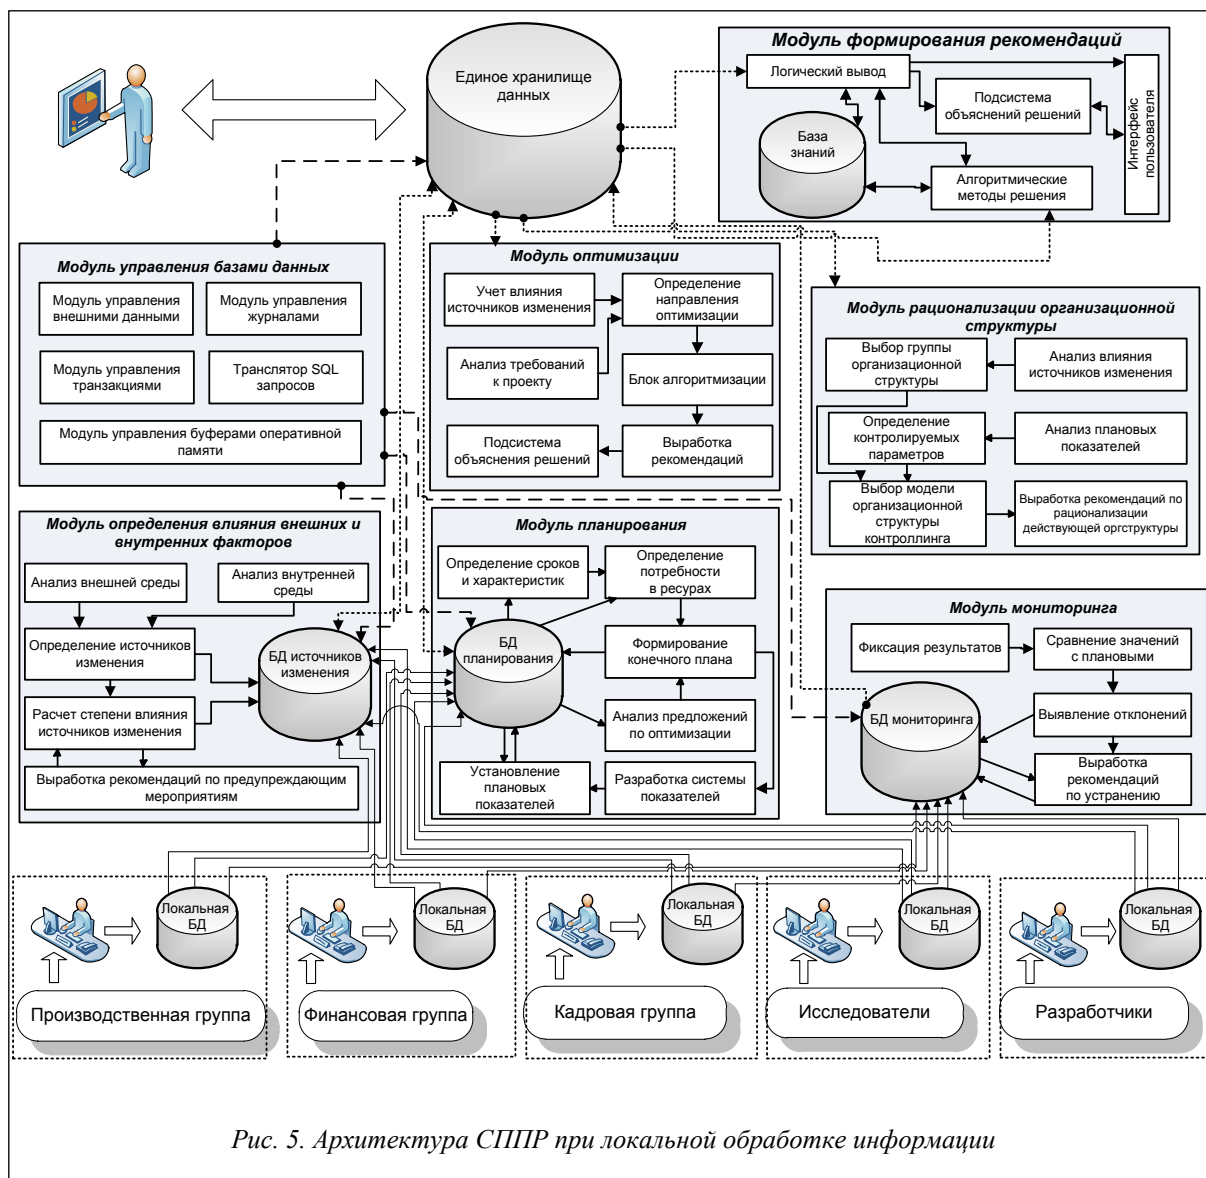 Единое хранилище
данных
Модуль формирования рекомендаций
Логический вывод
Подсистема
объяснений решений
База
знаний
Алгоритмические
методы решения
Интерфейс
пользователя
Модуль управления базами данных
Модуль управления
внешними данными
Модуль управления
журналами
Модуль управления
транзакциями
Транслятор SQL
запросов
Модуль управления буферами оперативной
памяти
Модуль оптимизации
Учет влияния
источников изменения
Определение
направления
оптимизации
Анализ требований
к проекту
Блок алгоритмизации
Подсистема
объяснения решений
Выработка
рекомендаций
Модуль рационализации организационной
структуры
Выбор группы
организационной
структуры
Анализ влияния
источников изменения
Определение
контролируемых
параметров
Анализ плановых
показателей
Выбор модели
организационной
структуры
контроллинга
Выработка рекомендаций по
рационализации
действующей оргструктуры
Модуль определения влияния внешних и
внутренних факторов
Анализ внешней среды
Анализ внутренней
среды
Определение источников
изменения
БД источников
изменения
Расчет степени влияния
источников изменения
Выработка рекомендаций по предупреждающим
мероприятиям
Модуль планирования
Определение сроков
и характеристик
Определение
потребности
в ресурах
БД
планирования
Формирование
конечного плана
Анализ предложений
по оптимизации
Установление
плановых
показателей
Разработка системы
показателей
Модуль мониторинга
Фиксация результатов
Сравнение значений
с плановыми
БД мониторинга
Выявление отклонений
Выработка
рекомендаций
по устранению
Локальная
БД
Локальная
БД
Локальная
БД
Локальная
БД
Локальная
БД
Производственная группа
Финансовая группа
Кадровая группа
Исследователи
Разработчики
Рис. 5. Архитектура СППР при локальной обработке информации